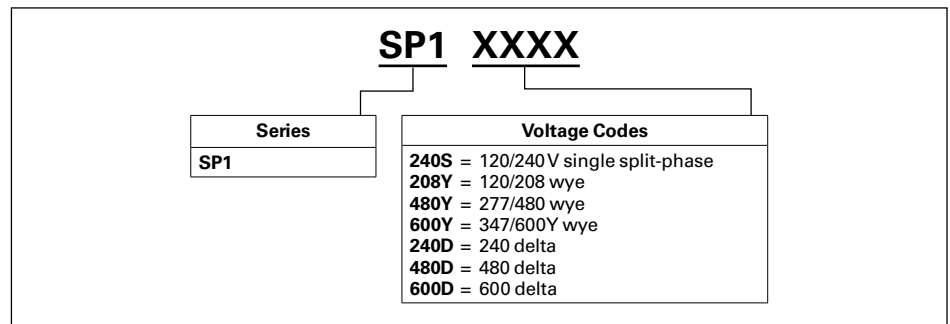 SP1 XXXX
Series
SP1
Voltage Codes
240S = 120/240 V single split-phase
208Y = 120/208 wye
480Y = 277/480 wye
600Y = 347/600Y wye
240D = 240 delta
480D = 480 delta
600D = 600 delta